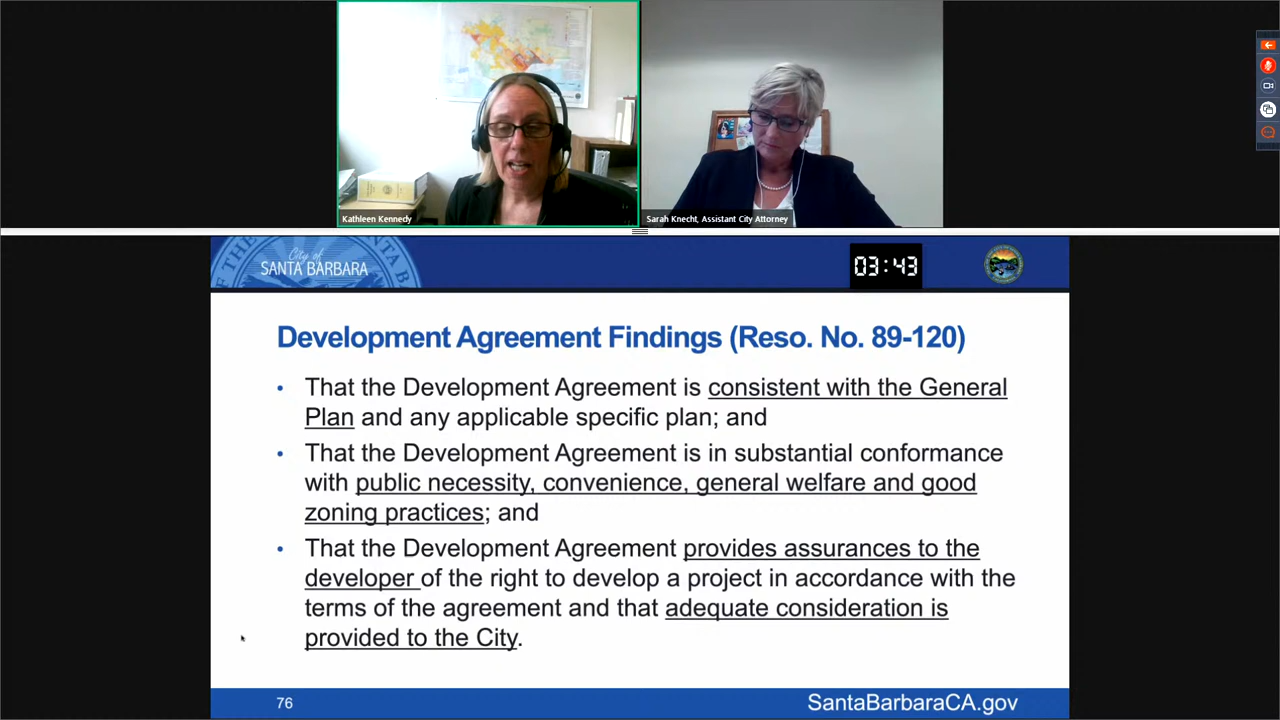 Kathleen Kennedy
Sarah Knecht, Assistant City Attorney
City of
SANTA BARBARA
03:43
Development Agreement Findings (Reso. No. 89-120)
• That the Development Agreement is consistent with the General
Plan and any applicable specific plan; and
• That the Development Agreement is in substantial conformance
with public necessity, convenience, general welfare and good
zoning practices; and
• That the Development Agreement provides assurances to the
developer of the right to develop a project in accordance with the
terms of the agreement and that adequate consideration is
provided to the City.
76
SantaBarbaraCA.gov